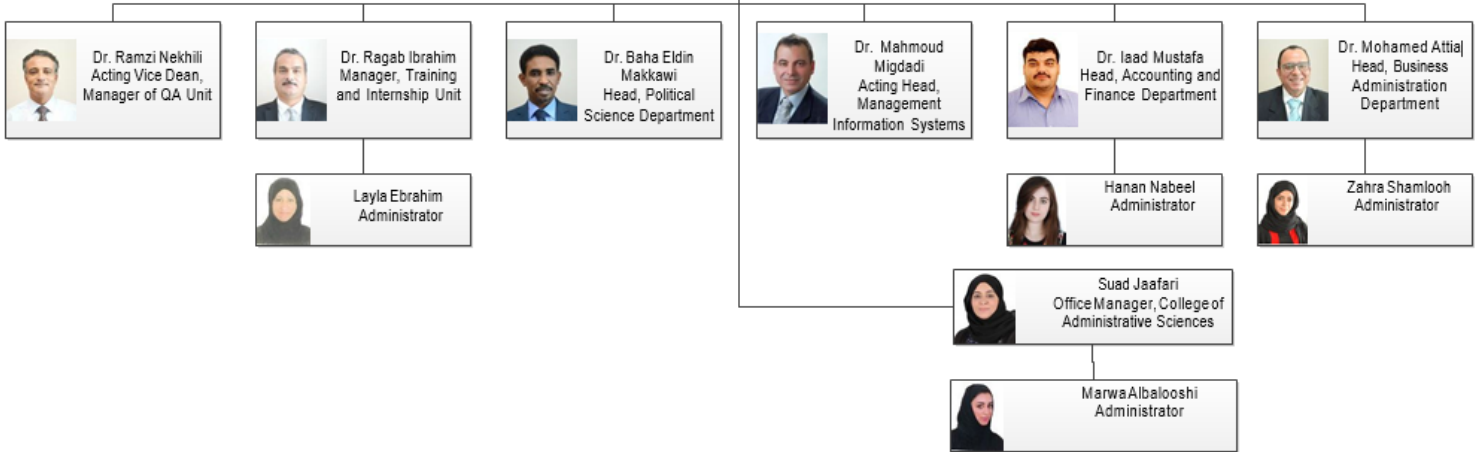 Dr. Ramzi Nekhili
Acting Vice Dean,
Manager of QA Unit
Dr. Ragab Ibrahim
Manager, Training
and Internship Unit
Dr. Baha Eldin
Makkawi
Head, Political
Science Department
Dr. Mahmoud
Migdadi
Acting Head,
Management
Information Systems
Dr. Iaad Mustafa
Head, Accounting and
Finance Department
Dr. Mohamed Attia
Head, Business
Administration
Department
Layla Ebrahim
Administrator
Hanan Nabeel
Administrator
Zahra Shamlooh
Administrator
Suad Jaafari
Office Manager, College of
Administrative Sciences
Marwa Albalooshi
Administrator